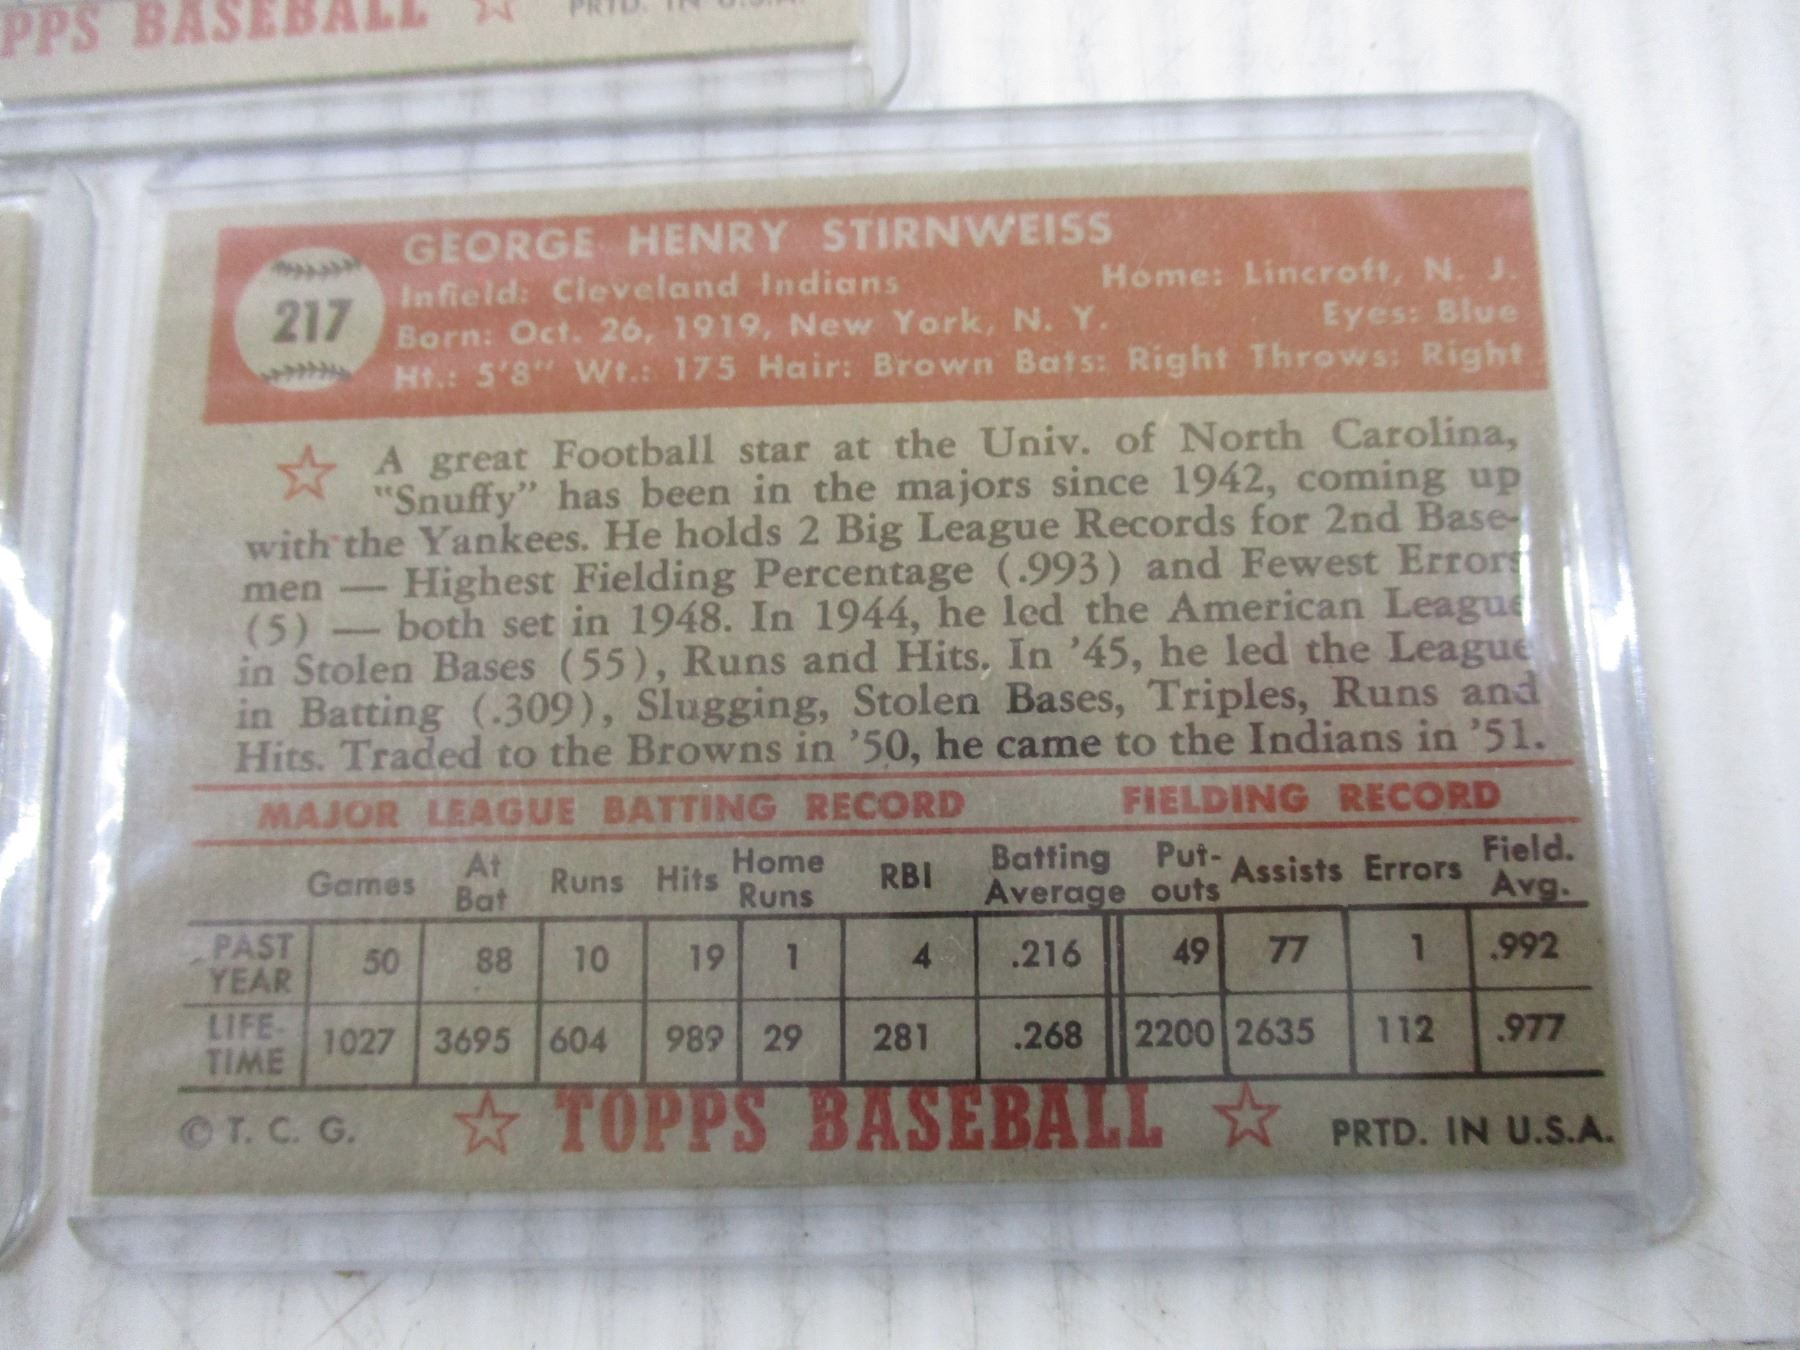 PPS BASEBALL ☆ PRTD. IN U.S.A.
217
GEORGE HENRY STIRNWEISS
Infield: Cleveland Indians Home: Lincroft, N. J.
Born: Oct. 26, 1919, New York, N. Y. Eyes: Blue
Ht.: 5'8" Wt.: 175 Hair: Brown Bats: Right Throws: Right
☆ A great Football star at the Univ. of North Carolina,
"Snuffy" has been in the majors since 1942, coming up
with the Yankees. He holds 2 Big League Records for 2nd Base-
men — Highest Fielding Percentage (.993) and Fewest Errors
(5) — both set in 1948. In 1944, he led the American League
in Stolen Bases (55), Runs and Hits. In '45, he led the League
in Batting (.309), Slugging, Stolen Bases, Triples, Runs and
Hits. Traded to the Browns in '50, he came to the Indians in '51.
MAJOR LEAGUE BATTING RECORD FIELDING RECORD
Games At Bat Runs Hits Home Runs RBI Batting Average Put-outs Assists Errors Field. Avg.
PAST YEAR 50 88 10 19 1 4 .216 49 77 1 .992
LIFE-TIME 1027 3695 604 989 29 281 .268 2200 2635 112 .977
© T. C. G. ☆ TOPPS BASEBALL ☆ PRTD. IN U.S.A.